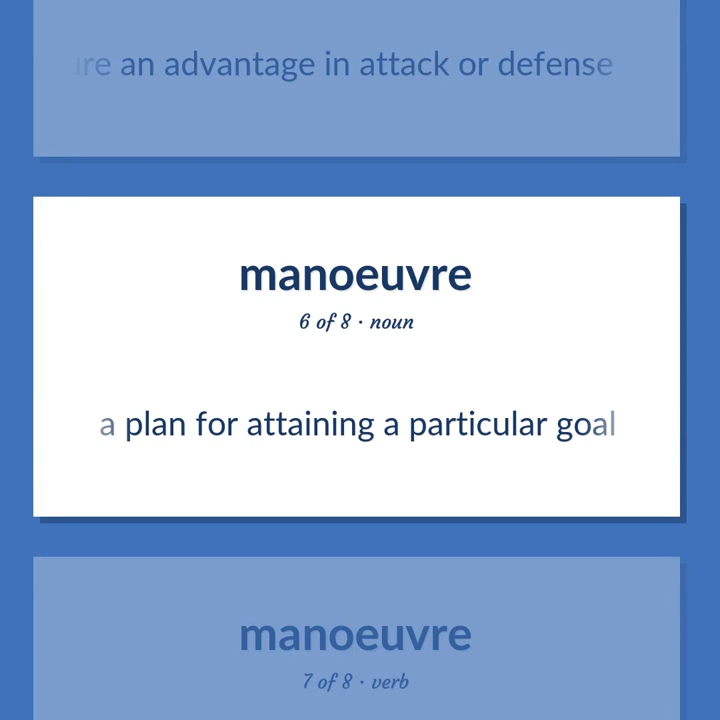 an advantage in attack or defense
manoeuvre
6 of 8 · noun
a plan for attaining a particular goal
manoeuvre
7 of 8 · verb